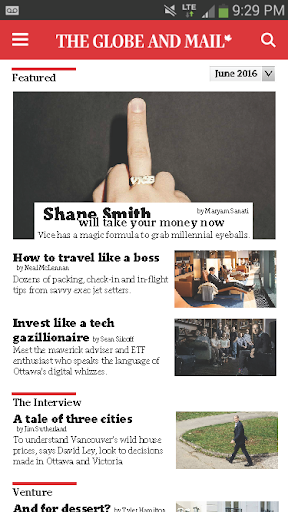 LTE 9:29 PM
THE GLOBE AND MAIL
Featured
June 2016
VICE
Shane Smith by Maryam Sanati
will take your money now
Vice has a magic formula to grab millennial eyeballs.
How to travel like a boss
by Neal McLennan
Dozens of packing, check-in and in-flight
tips from savvy exec jet setters.
Invest like a tech
gazillionaire by Sean Silcoff
Meet the maverick adviser and ETF
enthusiast who speaks the language of
Ottawa's digital whizzes.
The Interview
A tale of three cities
by Jim Sutherland
To understand Vancouver's wild house
prices, says David Ley, look to decisions
made in Ottawa and Victoria
Venture
And for dessert? by Tyler Hamilton